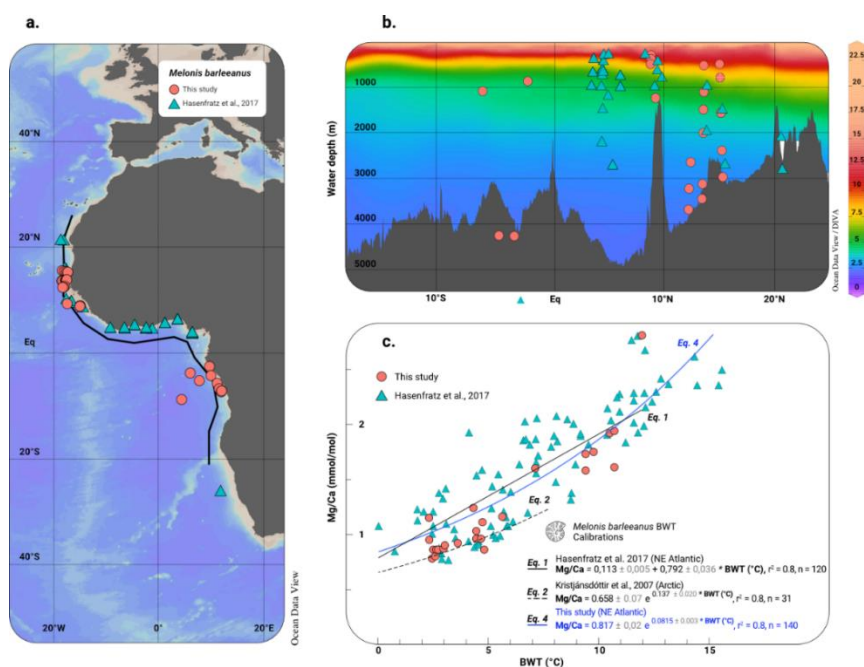 a.
Melonis barleeanus
This study
Hasenfratz et al., 2017
40°N
20°N
Eq
20°S
40°S
20°W
0°
20°E
Ocean Data View
b.
Water depth (m)
1000
2000
3000
4000
5000
10°S
Eq
10°N
20°N
Ocean Data View / DIVA
22.5
20
17.5
15
12.5
10
7.5
5
2.5
0
c.
This study
Hasenfratz et al., 2017
Eq. 4
Eq. 1
Eq. 2
Mg/Ca (mmol/mol)
2
1
Melonis barleeanus BWT
Calibrations
Eq. 1 Hasenfratz et al. 2017 (NE Atlantic)
Mg/Ca = 0,113 ± 0,005 + 0,792 ± 0,036 * BWT (°C), r² = 0.8, n = 120
Eq. 2 Kristjánsdóttir et al., 2007 (Arctic)
Mg/Ca = 0.658 ± 0.07 e 0.137 ± 0.020 * BWT (°C), r² = 0.8, n = 31
Eq. 4 This study (NE Atlantic)
Mg/Ca = 0.817 ± 0,02 e 0.0815 ± 0.003 * BWT (°C), r² = 0.8, n = 140
0
5
10
15
BWT (°C)